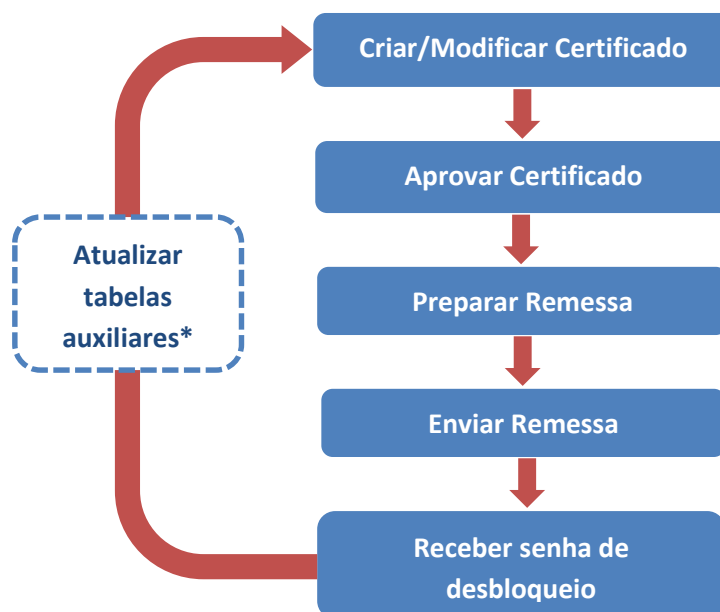 Criar/Modificar Certificado
Aprovar Certificado
Atualizar
tabelas
auxiliares*
Preparar Remessa
Enviar Remessa
Receber senha de
desbloqueio